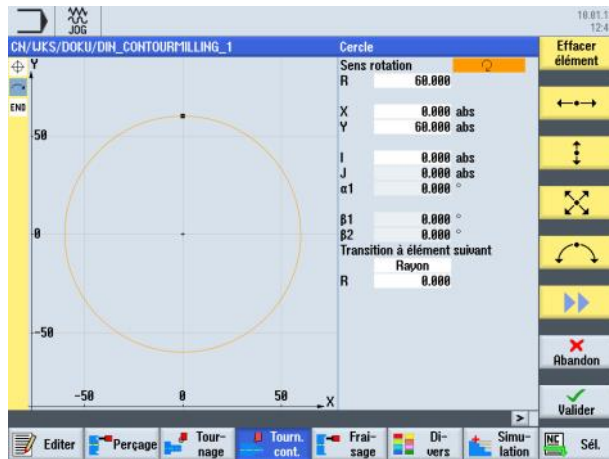 JOG
10.01.1
12:4
CN/WKS/DOKU/DIN_CONTOURMILLING_1
Cercle
Effacer
élément
Y
END
50
0
-50
-50
0
50
X
Sens rotation
R 60.000
X 0.000 abs
Y 60.000 abs
I 0.000 abs
J 0.000 abs
α1 0.000 °
β1 0.000 °
β2 0.000 °
Transition à élément suivant
Rayon
R 0.000
Abandon
Valider
>
Editer
Perçage
Tour-
nage
Tourn.
cont.
Frai-
sage
Di-
vers
Simu-
lation
NC
Sél.